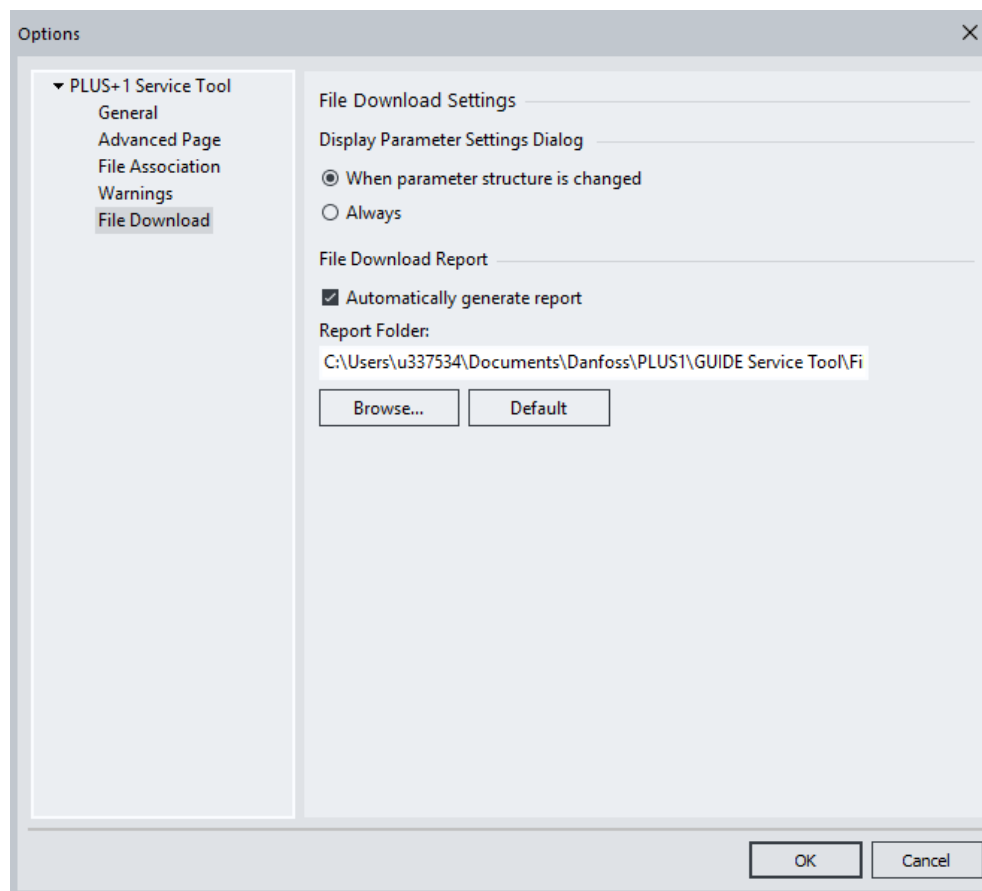 Options
PLUS+1 Service Tool
General
Advanced Page
File Association
Warnings
File Download
File Download Settings
Display Parameter Settings Dialog
When parameter structure is changed
Always
File Download Report
Automatically generate report
Report Folder:
C:\Users\u337534\Documents\Danfoss\PLUS1\GUIDE Service Tool\Fi
Browse...
Default
OK
Cancel